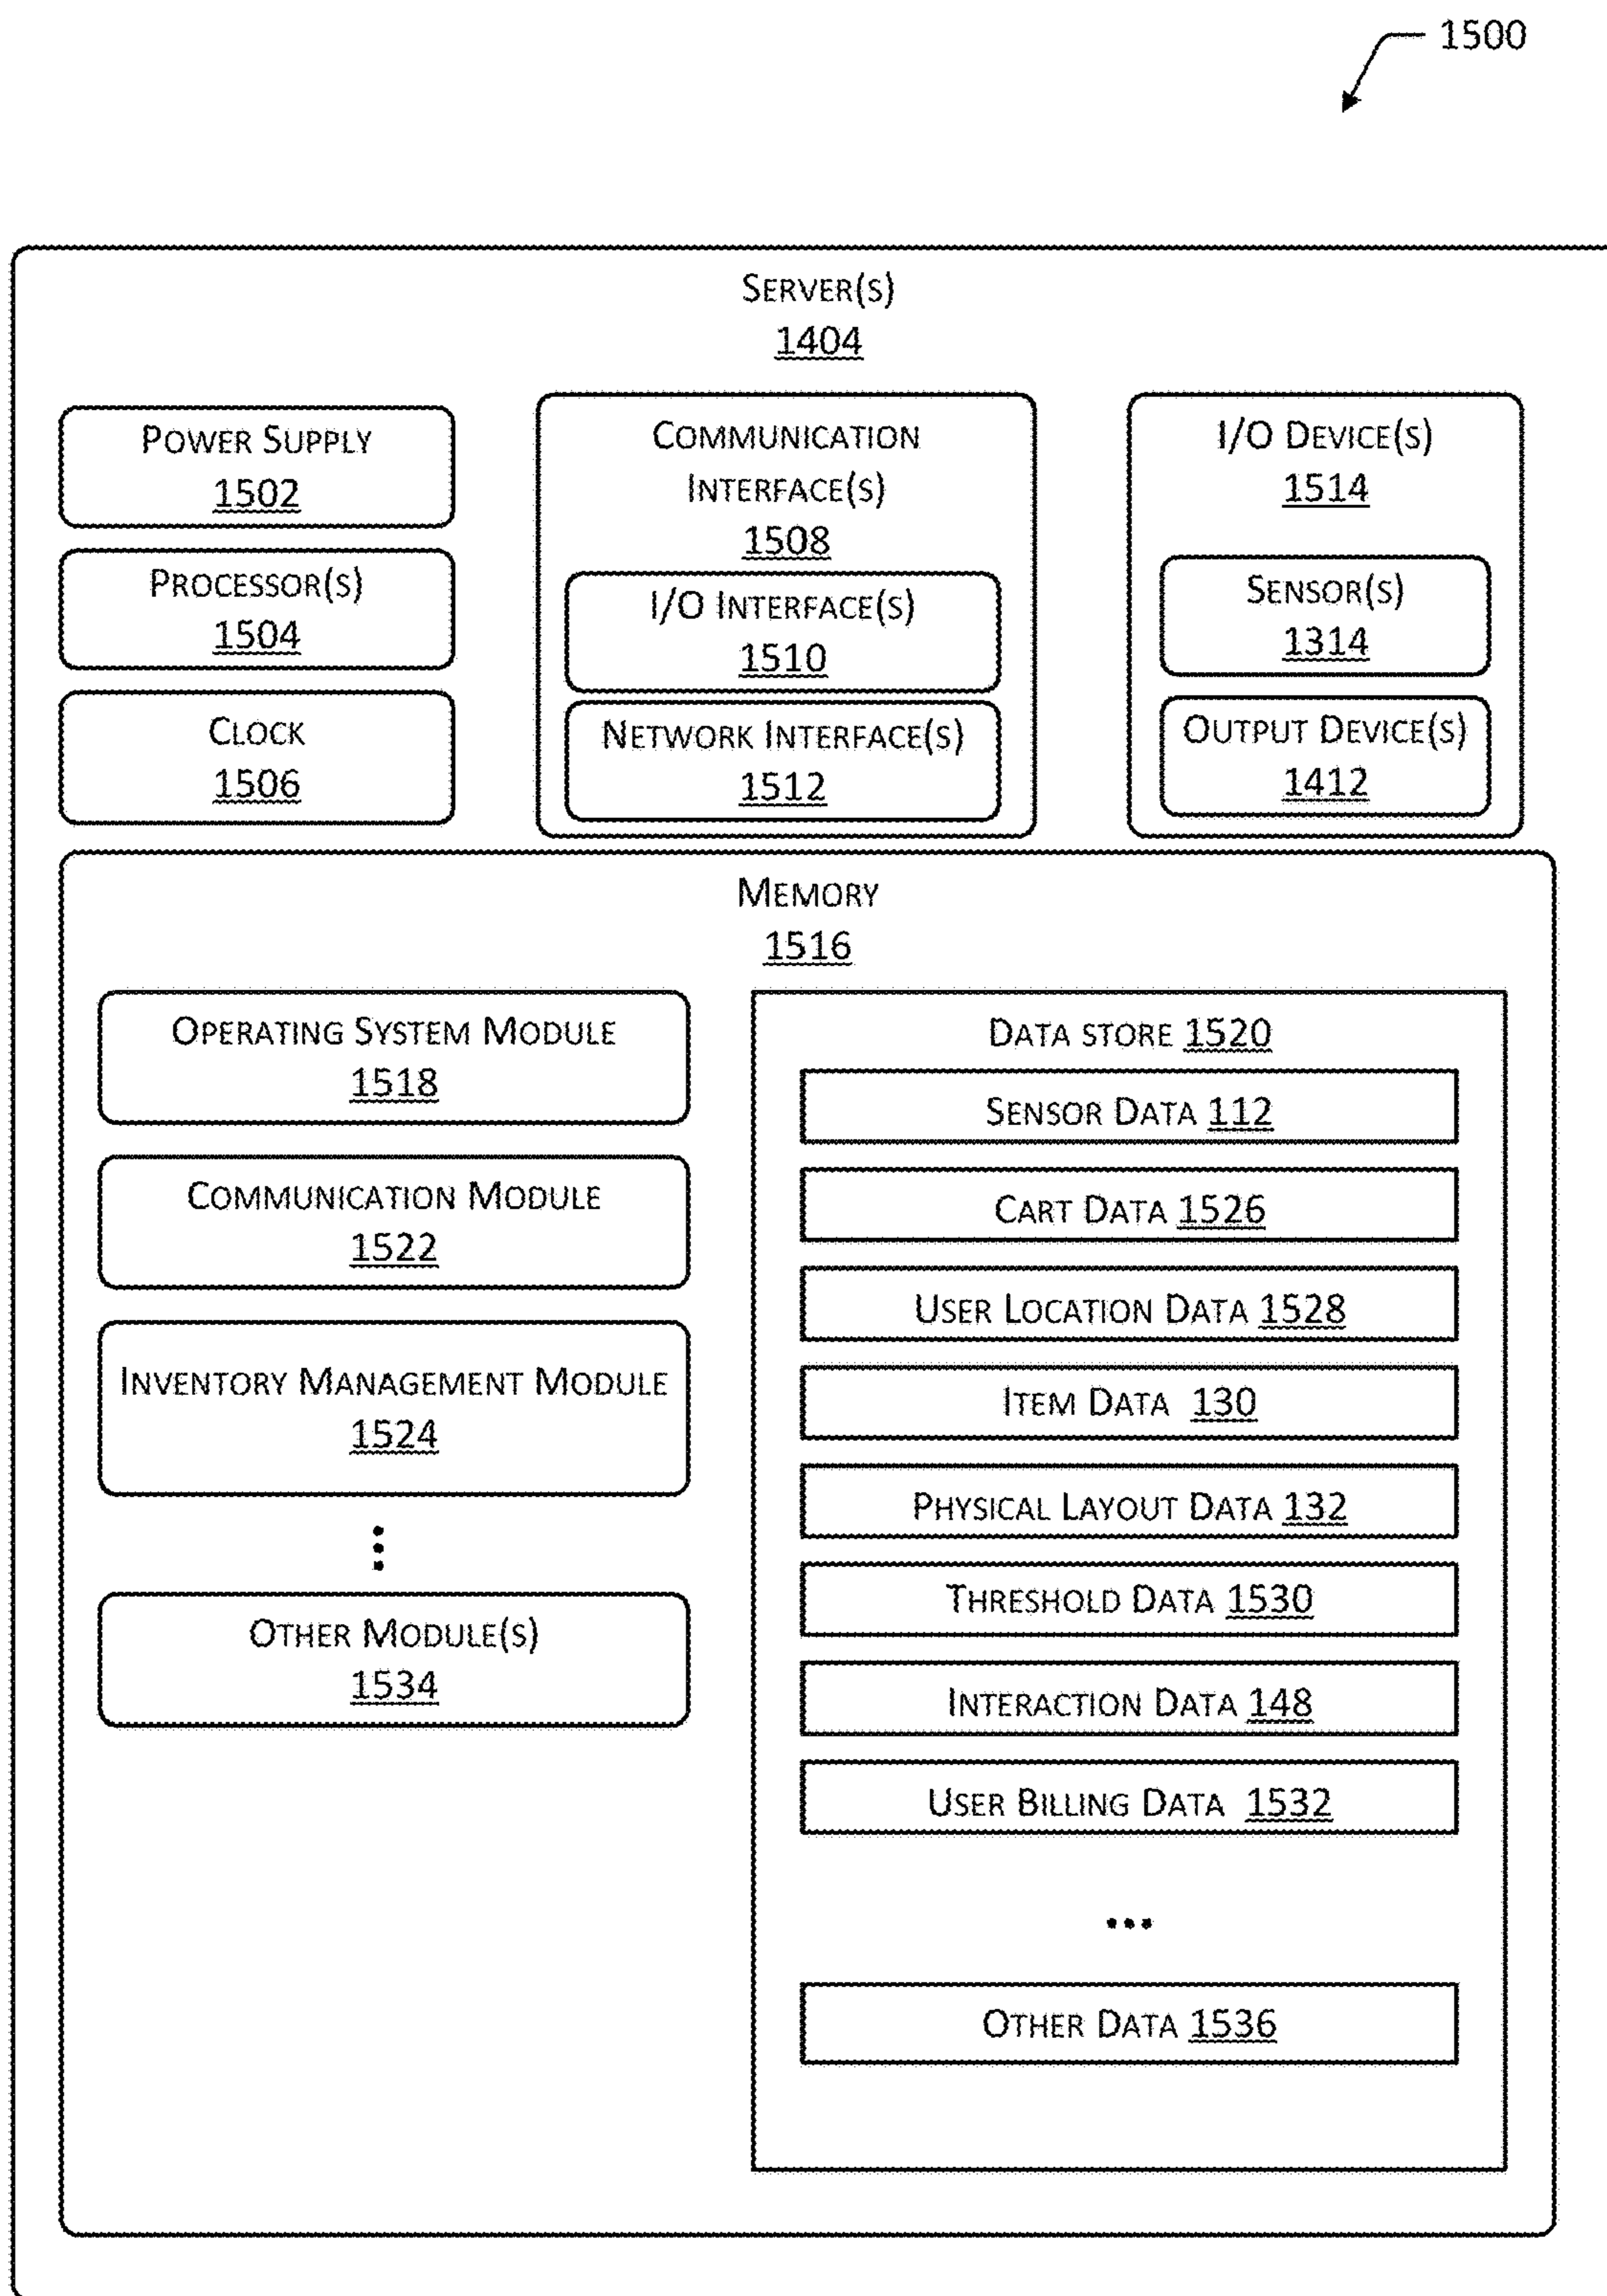 1500
SERVER(S)
1404
POWER SUPPLY
1502
PROCESSOR(S)
1504
CLOCK
1506
COMMUNICATION
INTERFACE(S)
1508
I/O INTERFACE(S)
1510
NETWORK INTERFACE(S)
1512
I/O DEVICE(S)
1514
SENSOR(S)
1314
OUTPUT DEVICE(S)
1412
MEMORY
1516
OPERATING SYSTEM MODULE
1518
COMMUNICATION MODULE
1522
INVENTORY MANAGEMENT MODULE
1524
OTHER MODULE(S)
1534
DATA STORE 1520
SENSOR DATA 112
CART DATA 1526
USER LOCATION DATA 1528
ITEM DATA 130
PHYSICAL LAYOUT DATA 132
THRESHOLD DATA 1530
INTERACTION DATA 148
USER BILLING DATA 1532
...
OTHER DATA 1536